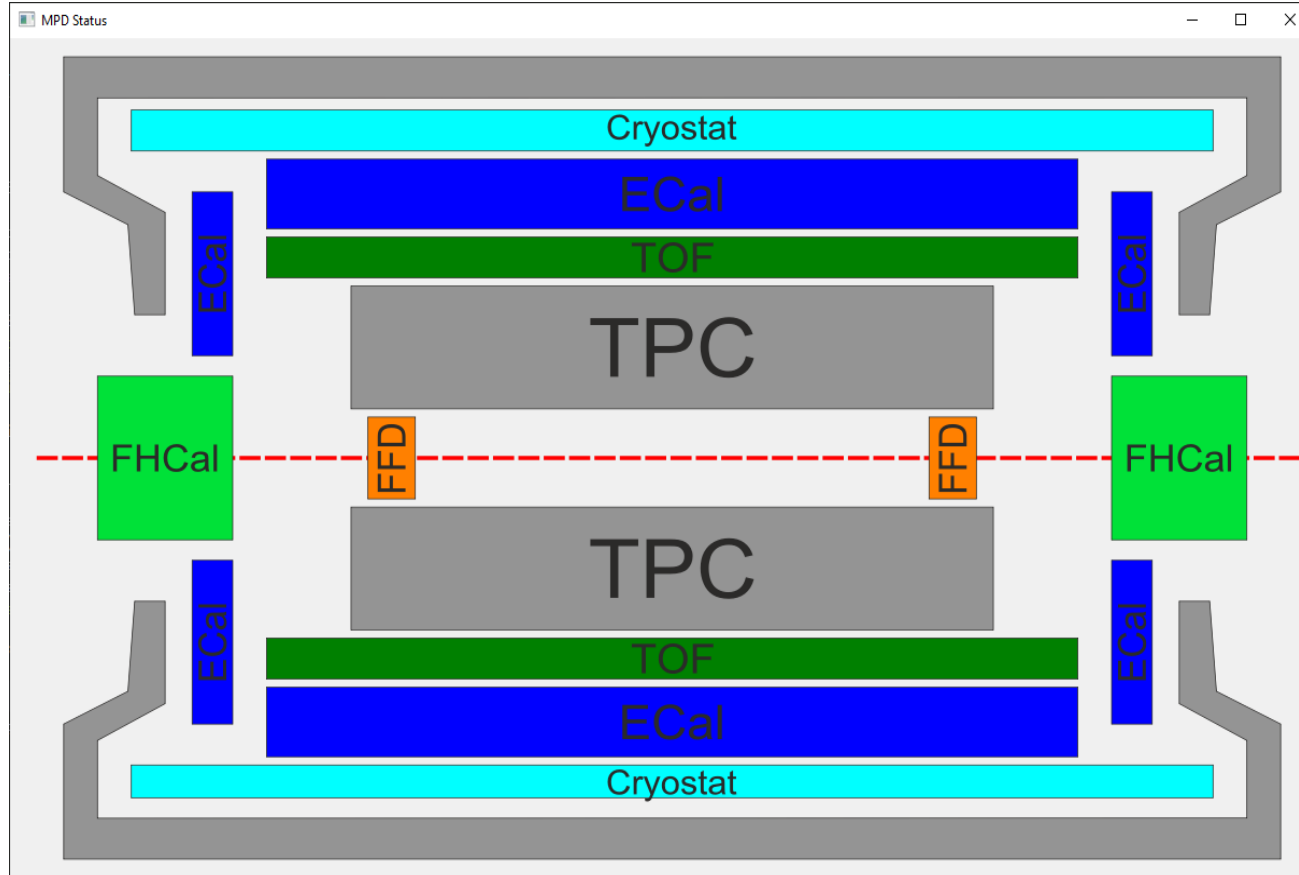 MPD Status
Cryostat
ECal
ECal
ECal
TOF
TPC
FHCal
FFD
FFD
FHCal
TPC
ECal
ECal
TOF
ECal
Cryostat